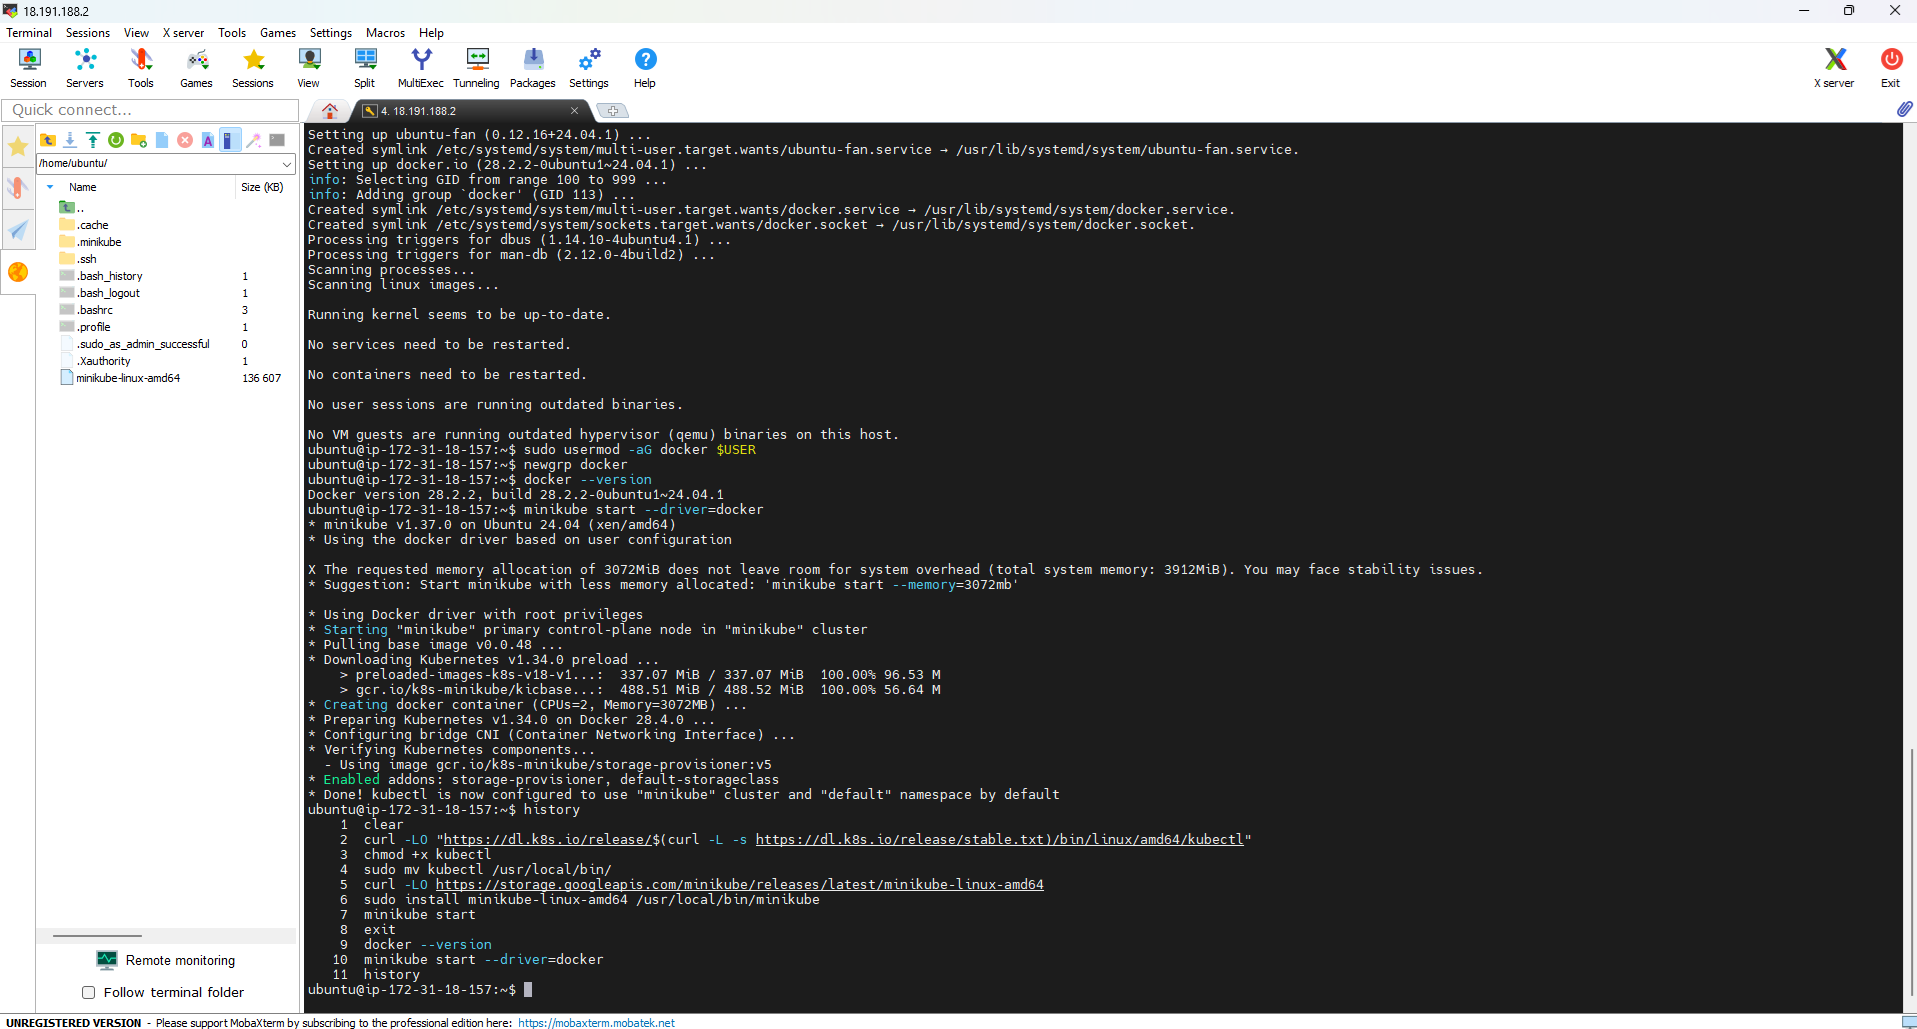 18.191.188.2
Terminal Sessions View X server Tools Games Settings Macros Help
Session Servers Tools Games Sessions View Split MultiExec Tunneling Packages Settings Help X server Exit
Quick connect...
4. 18.191.188.2
/home/ubuntu/
Name Size (KB)
..
.cache
.minikube
.ssh
.bash_history 1
.bash_logout 1
.bashrc 3
.profile 1
.sudo_as_admin_successful 0
.Xauthority 1
minikube-linux-amd64 136 607
Remote monitoring
Follow terminal folder
Setting up ubuntu-fan (0.12.16+24.04.1) ...
Created symlink /etc/systemd/system/multi-user.target.wants/ubuntu-fan.service → /usr/lib/systemd/system/ubuntu-fan.service.
Setting up docker.io (28.2.2-0ubuntu1~24.04.1) ...
info: Selecting GID from range 100 to 999 ...
info: Adding group `docker' (GID 113) ...
Created symlink /etc/systemd/system/multi-user.target.wants/docker.service → /usr/lib/systemd/system/docker.service.
Created symlink /etc/systemd/system/sockets.target.wants/docker.socket → /usr/lib/systemd/system/docker.socket.
Processing triggers for dbus (1.14.10-4ubuntu4.1) ...
Processing triggers for man-db (2.12.0-4build2) ...
Scanning processes...
Scanning linux images...
Running kernel seems to be up-to-date.
No services need to be restarted.
No containers need to be restarted.
No user sessions are running outdated binaries.
No VM guests are running outdated hypervisor (qemu) binaries on this host.
ubuntu@ip-172-31-18-157:~$ sudo usermod -aG docker $USER
ubuntu@ip-172-31-18-157:~$ newgrp docker
ubuntu@ip-172-31-18-157:~$ docker --version
Docker version 28.2.2, build 28.2.2-0ubuntu1~24.04.1
ubuntu@ip-172-31-18-157:~$ minikube start --driver=docker
* minikube v1.37.0 on Ubuntu 24.04 (xen/amd64)
* Using the docker driver based on user configuration
X The requested memory allocation of 3072MiB does not leave room for system overhead (total system memory: 3912MiB). You may face stability issues.
* Suggestion: Start minikube with less memory allocated: 'minikube start --memory=3072mb'
* Using Docker driver with root privileges
* Starting "minikube" primary control-plane node in "minikube" cluster
* Pulling base image v0.0.48 ...
* Downloading Kubernetes v1.34.0 preload ...
> preloaded-images-k8s-v18-v1...: 337.07 MiB / 337.07 MiB 100.00% 96.53 M
> gcr.io/k8s-minikube/kicbase...: 488.51 MiB / 488.52 MiB 100.00% 56.64 M
* Creating docker container (CPUs=2, Memory=3072MB) ...
* Preparing Kubernetes v1.34.0 on Docker 28.4.0 ...
* Configuring bridge CNI (Container Networking Interface) ...
* Verifying Kubernetes components...
- Using image gcr.io/k8s-minikube/storage-provisioner:v5
* Enabled addons: storage-provisioner, default-storageclass
* Done! kubectl is now configured to use "minikube" cluster and "default" namespace by default
ubuntu@ip-172-31-18-157:~$ history
1 clear
2 curl -LO "https://dl.k8s.io/release/$(curl -L -s https://dl.k8s.io/release/stable.txt)/bin/linux/amd64/kubectl"
3 chmod +x kubectl
4 sudo mv kubectl /usr/local/bin/
5 curl -LO https://storage.googleapis.com/minikube/releases/latest/minikube-linux-amd64
6 sudo install minikube-linux-amd64 /usr/local/bin/minikube
7 minikube start
8 exit
9 docker --version
10 minikube start --driver=docker
11 history
ubuntu@ip-172-31-18-157:~$
UNREGISTERED VERSION - Please support MobaXterm by subscribing to the professional edition here: https://mobaxterm.mobatek.net